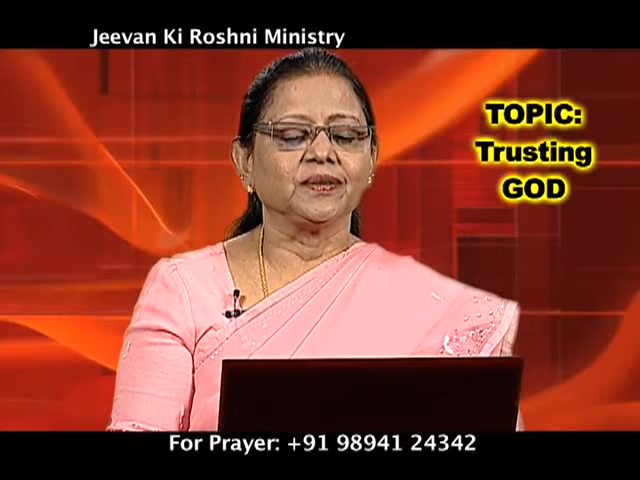 Jeevan Ki Roshni Ministry
TOPIC:
Trusting
GOD
For Prayer: +91 98941 24342